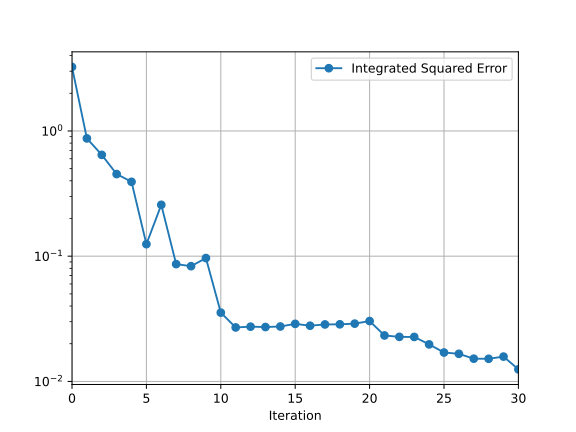 Integrated Squared Error
10⁰
10⁻¹
10⁻²
0 5 10 15 20 25 30
Iteration